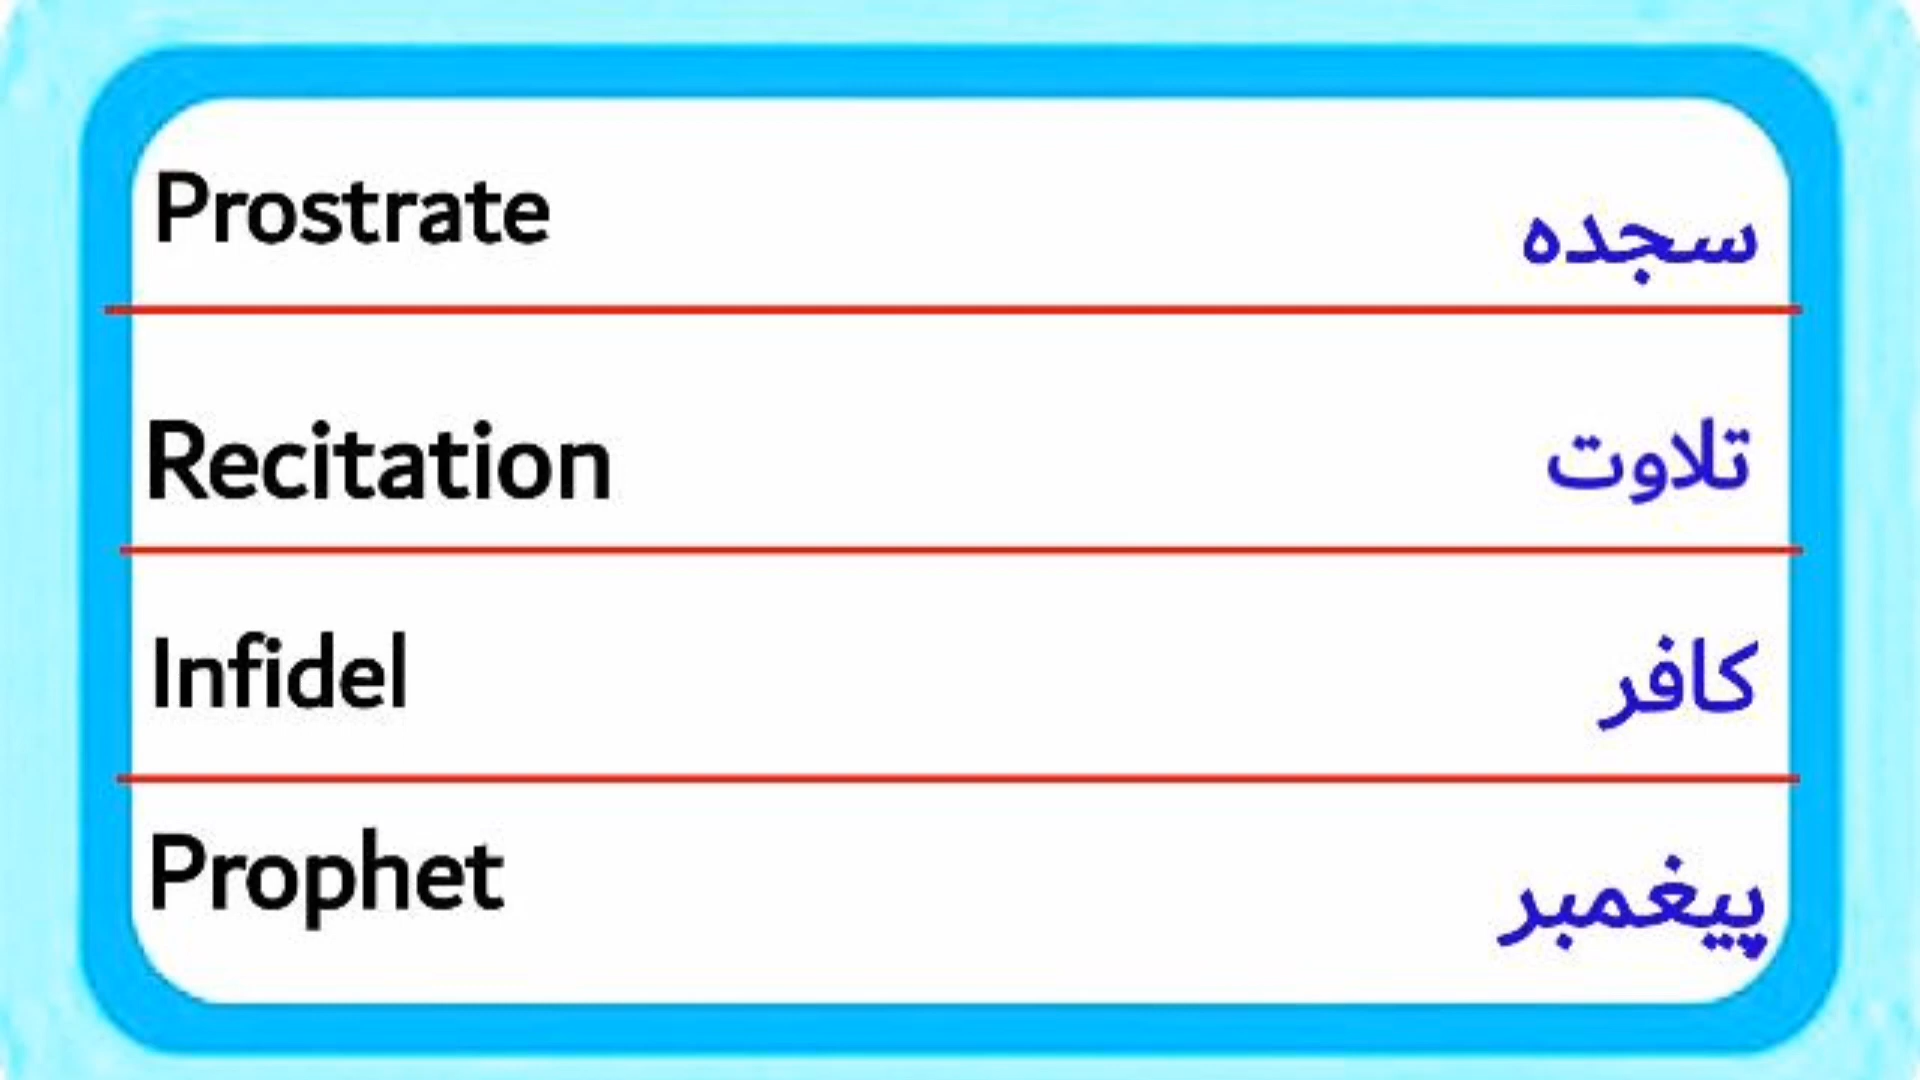 Prostrate سجده
Recitation تلاوت
Infidel کافر
Prophet پیغمبر